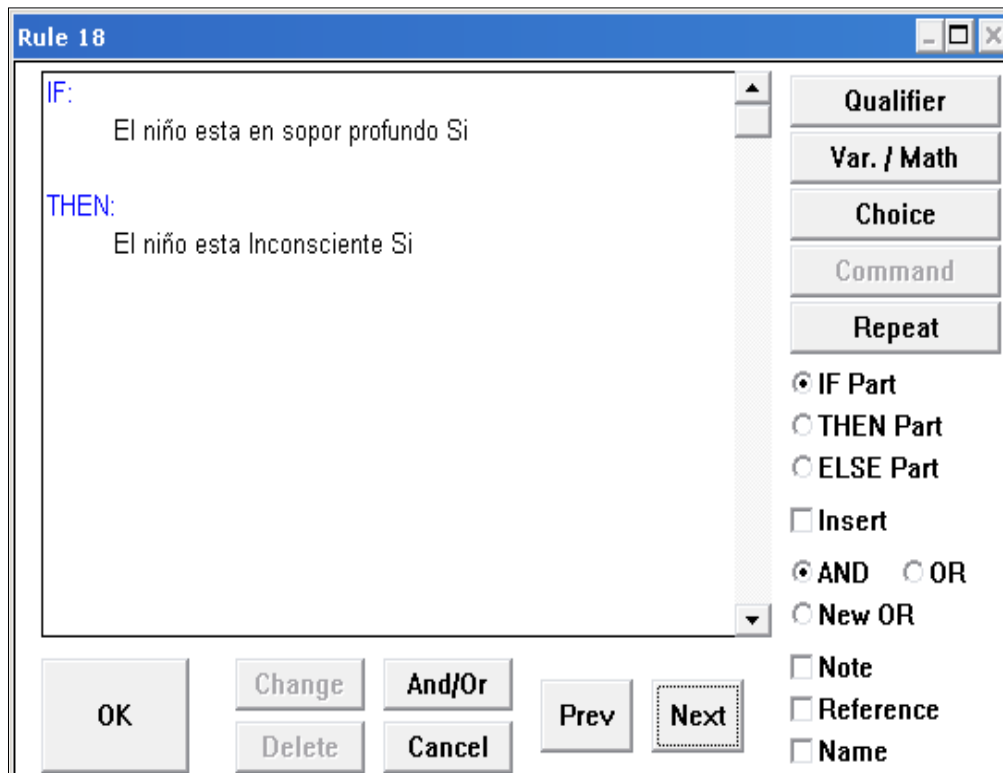 Rule 18
IF:
El niño esta en sopor profundo Si
THEN:
El niño esta Inconsciente Si
Qualifier
Var. / Math
Choice
Command
Repeat
IF Part
THEN Part
ELSE Part
Insert
AND OR
New OR
Note
Reference
Name
OK
Change
And/Or
Delete
Cancel
Prev
Next